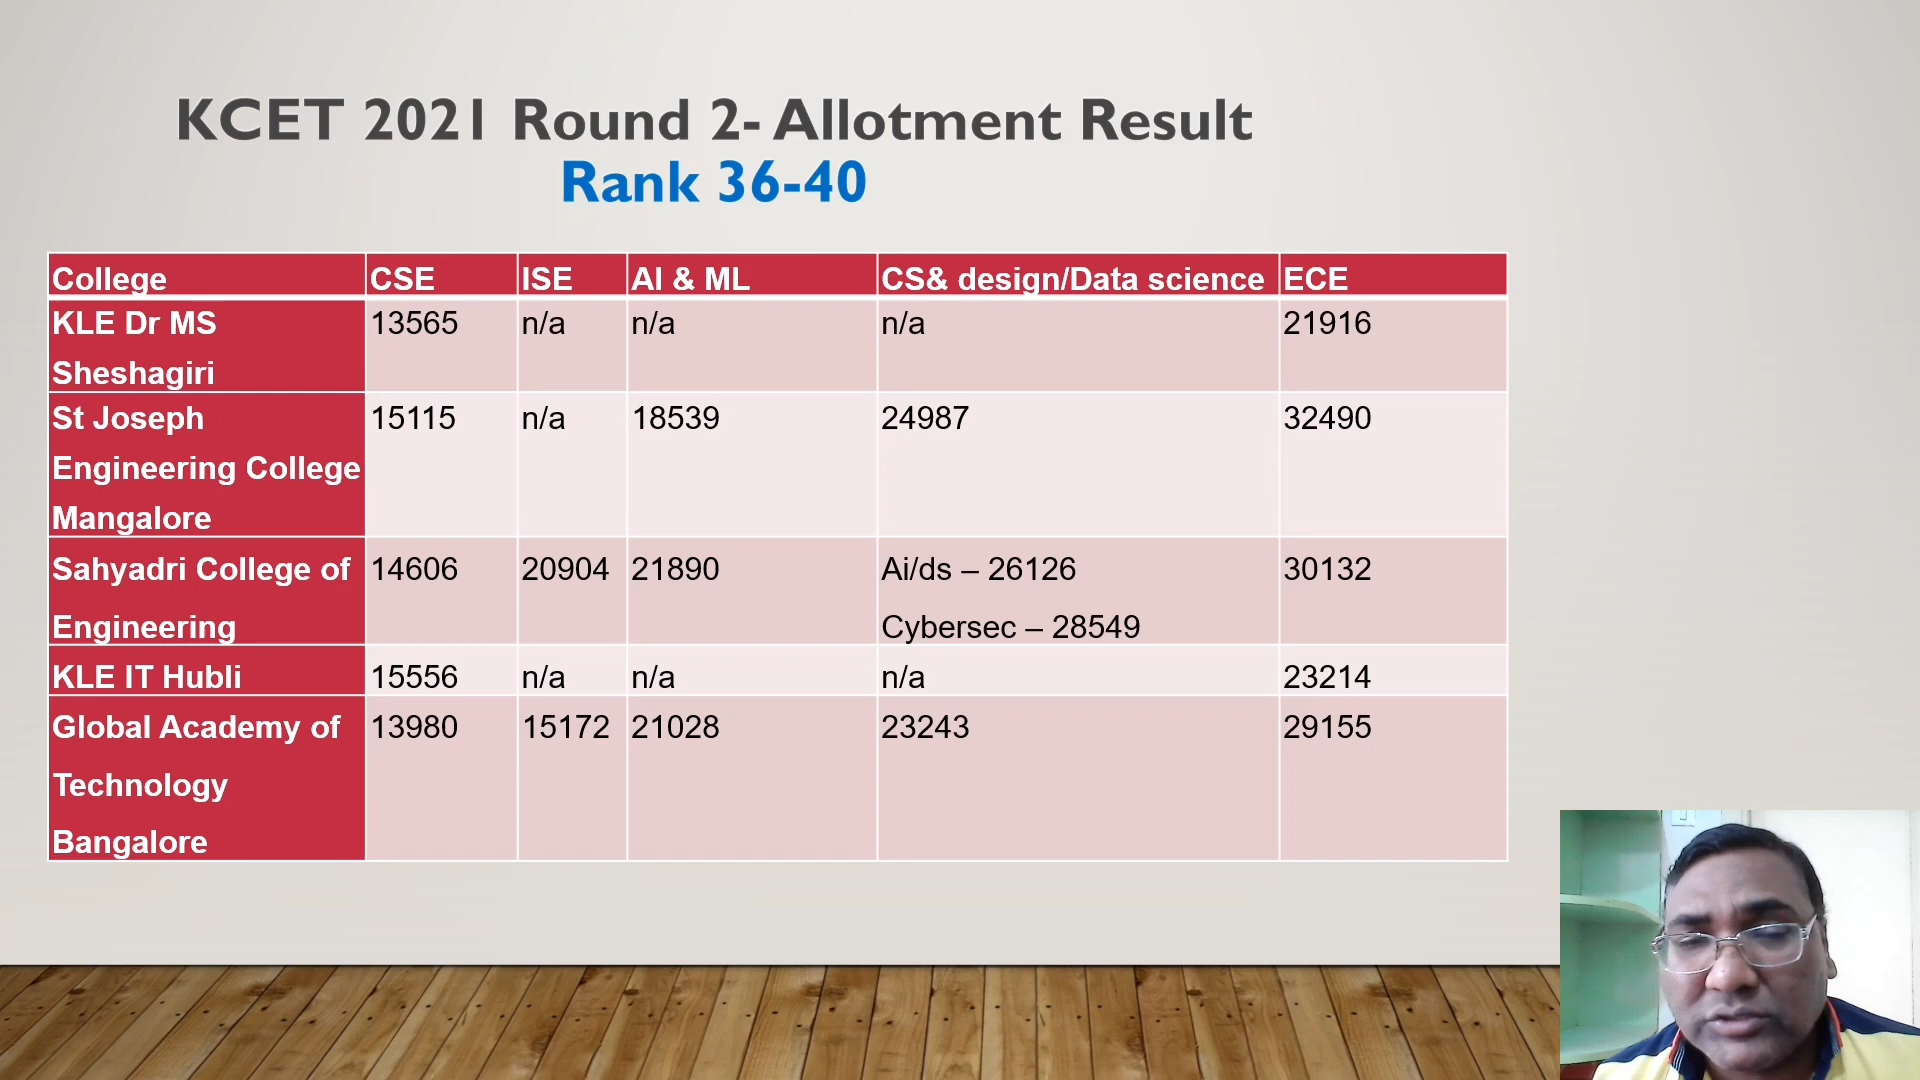 KCET 2021 Round 2- Allotment Result
Rank 36-40
College CSE ISE AI & ML CS& design/Data science ECE
KLE Dr MS 13565 n/a n/a n/a 21916
Sheshagiri
St Joseph 15115 n/a 18539 24987 32490
Engineering College
Mangalore
Sahyadri College of 14606 20904 21890 Ai/ds – 26126 30132
Engineering Cybersec – 28549
KLE IT Hubli 15556 n/a n/a n/a 23214
Global Academy of 13980 15172 21028 23243 29155
Technology
Bangalore